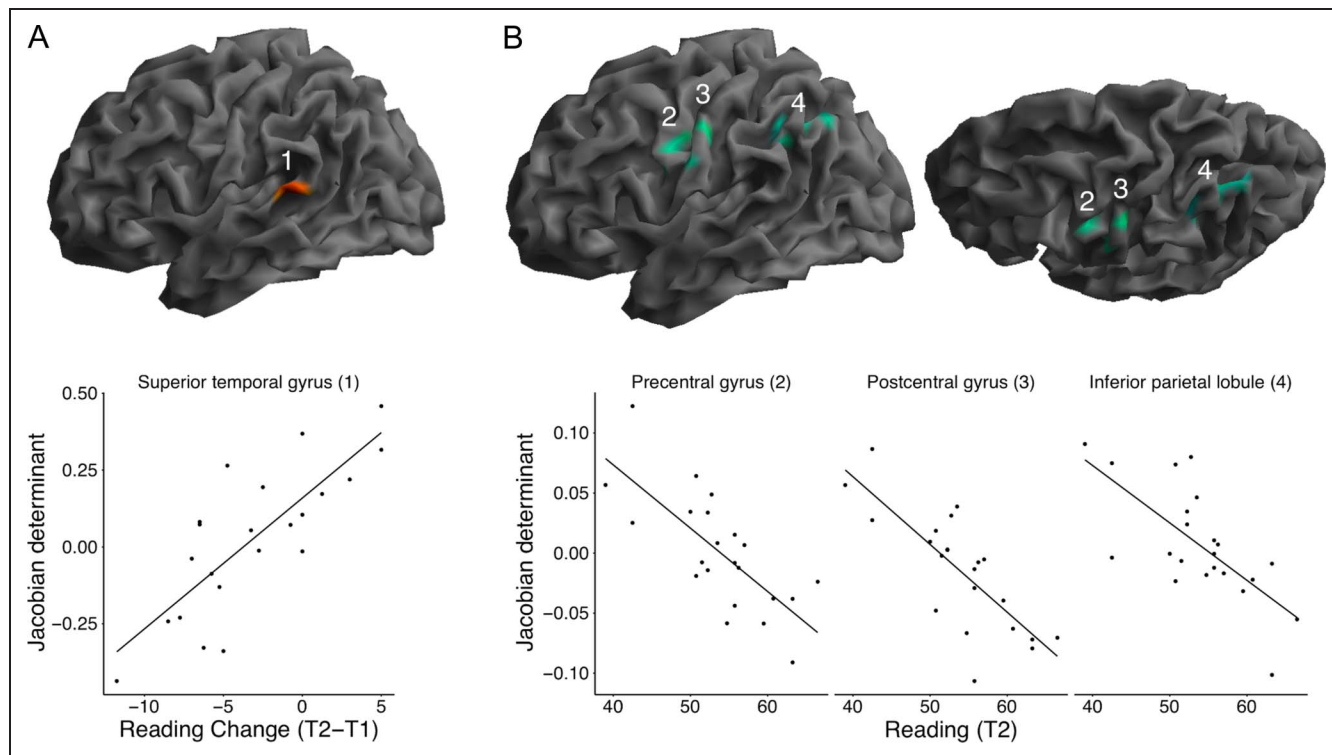 A
B
1
2
3
4
2
3
4
Superior temporal gyrus (1)
Jacobian determinant
0.50
0.25
0.00
−0.25
−10
−5
0
5
Reading Change (T2−T1)
Precentral gyrus (2)
Postcentral gyrus (3)
Inferior parietal lobule (4)
Jacobian determinant
0.10
0.05
0.00
−0.05
−0.10
40
50
60
40
50
60
40
50
60
Reading (T2)